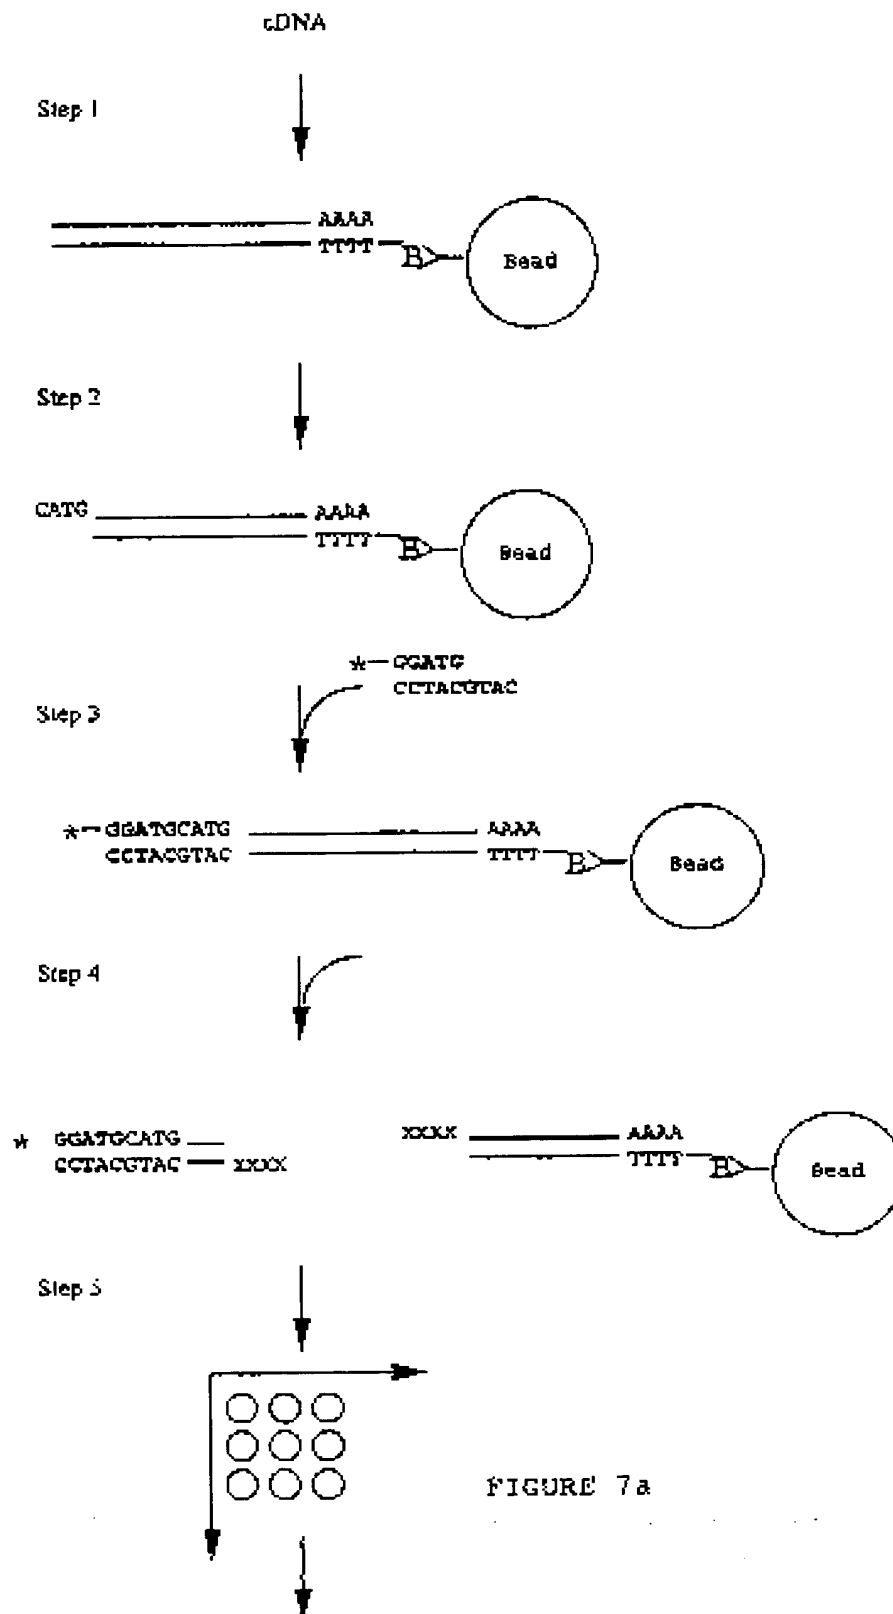 cDNA
Step 1
AAAA
TTTT
B
Bead
Step 2
CATG AAAA
TTTT
B
Bead
*—GGATG
CCTACGTAC
Step 3
*—GGATGCATG AAAA
CCTACGTAC TTTT
B
Bead
Step 4
* GGATGCATG
CCTACGTAC XXXX
XXXX AAAA
TTTT
B
Bead
Step 5
FIGURE 7a